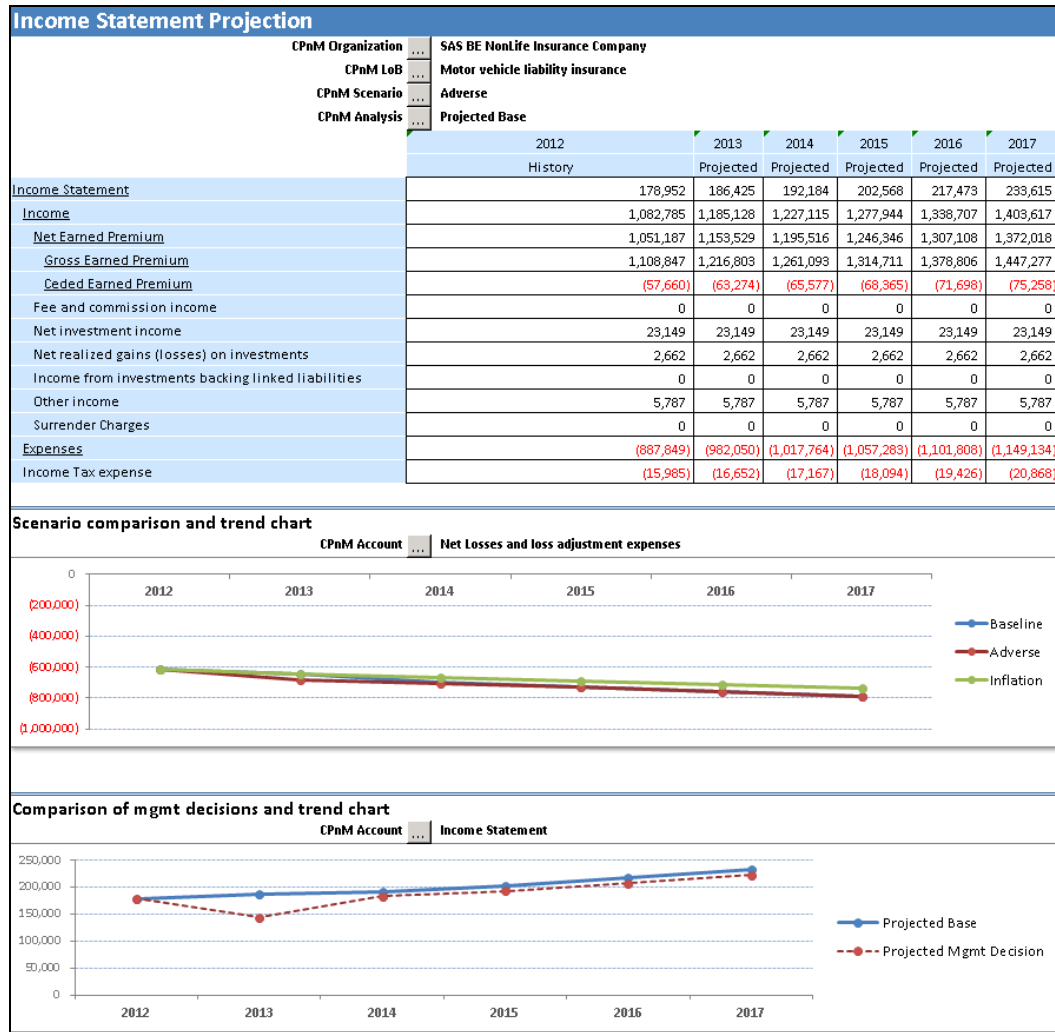 Income Statement Projection
CPnM Organization ... SAS BE NonLife Insurance Company
CPnM LoB ... Motor vehicle liability insurance
CPnM Scenario ... Adverse
CPnM Analysis ... Projected Base
2012 2013 2014 2015 2016 2017
History Projected Projected Projected Projected Projected
Income Statement 178,952 186,425 192,184 202,568 217,473 233,615
Income 1,082,785 1,185,128 1,227,115 1,277,944 1,338,707 1,403,617
Net Earned Premium 1,051,187 1,153,529 1,195,516 1,246,346 1,307,108 1,372,018
Gross Earned Premium 1,108,847 1,216,803 1,261,093 1,314,711 1,378,806 1,447,277
Ceded Earned Premium (57,660) (63,274) (65,577) (68,365) (71,698) (75,258)
Fee and commission income 0 0 0 0 0 0
Net investment income 23,149 23,149 23,149 23,149 23,149 23,149
Net realized gains (losses) on investments 2,662 2,662 2,662 2,662 2,662 2,662
Income from investments backing linked liabilities 0 0 0 0 0 0
Other income 5,787 5,787 5,787 5,787 5,787 5,787
Surrender Charges 0 0 0 0 0 0
Expenses (887,849) (982,050) (1,017,764) (1,057,283) (1,101,808) (1,149,134)
Income Tax expense (15,985) (16,652) (17,167) (18,094) (19,426) (20,868)
Scenario comparison and trend chart
CPnM Account ... Net Losses and loss adjustment expenses
0
2012 2013 2014 2015 2016 2017
(200,000)
(400,000)
(600,000)
(800,000)
(1,000,000)
Baseline
Adverse
Inflation
Comparison of mgmt decisions and trend chart
CPnM Account ... Income Statement
250,000
200,000
150,000
100,000
50,000
0
2012 2013 2014 2015 2016 2017
Projected Base
Projected Mgmt Decision